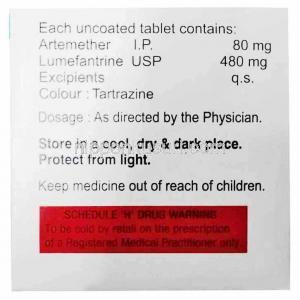 Each uncoated tablet contains:
Artemether I.P. 80 mg
Lumefantrine USP 480 mg
Excipients q.s.
Colour : Tartrazine
Dosage : As directed by the Physician.
Store in a cool, dry & dark place.
Protect from light.
Keep medicine out of reach of children.
SCHEDULE 'H' DRUG WARNING
To be sold by retail on the prescription
of a Registered Medical Practitioner only.